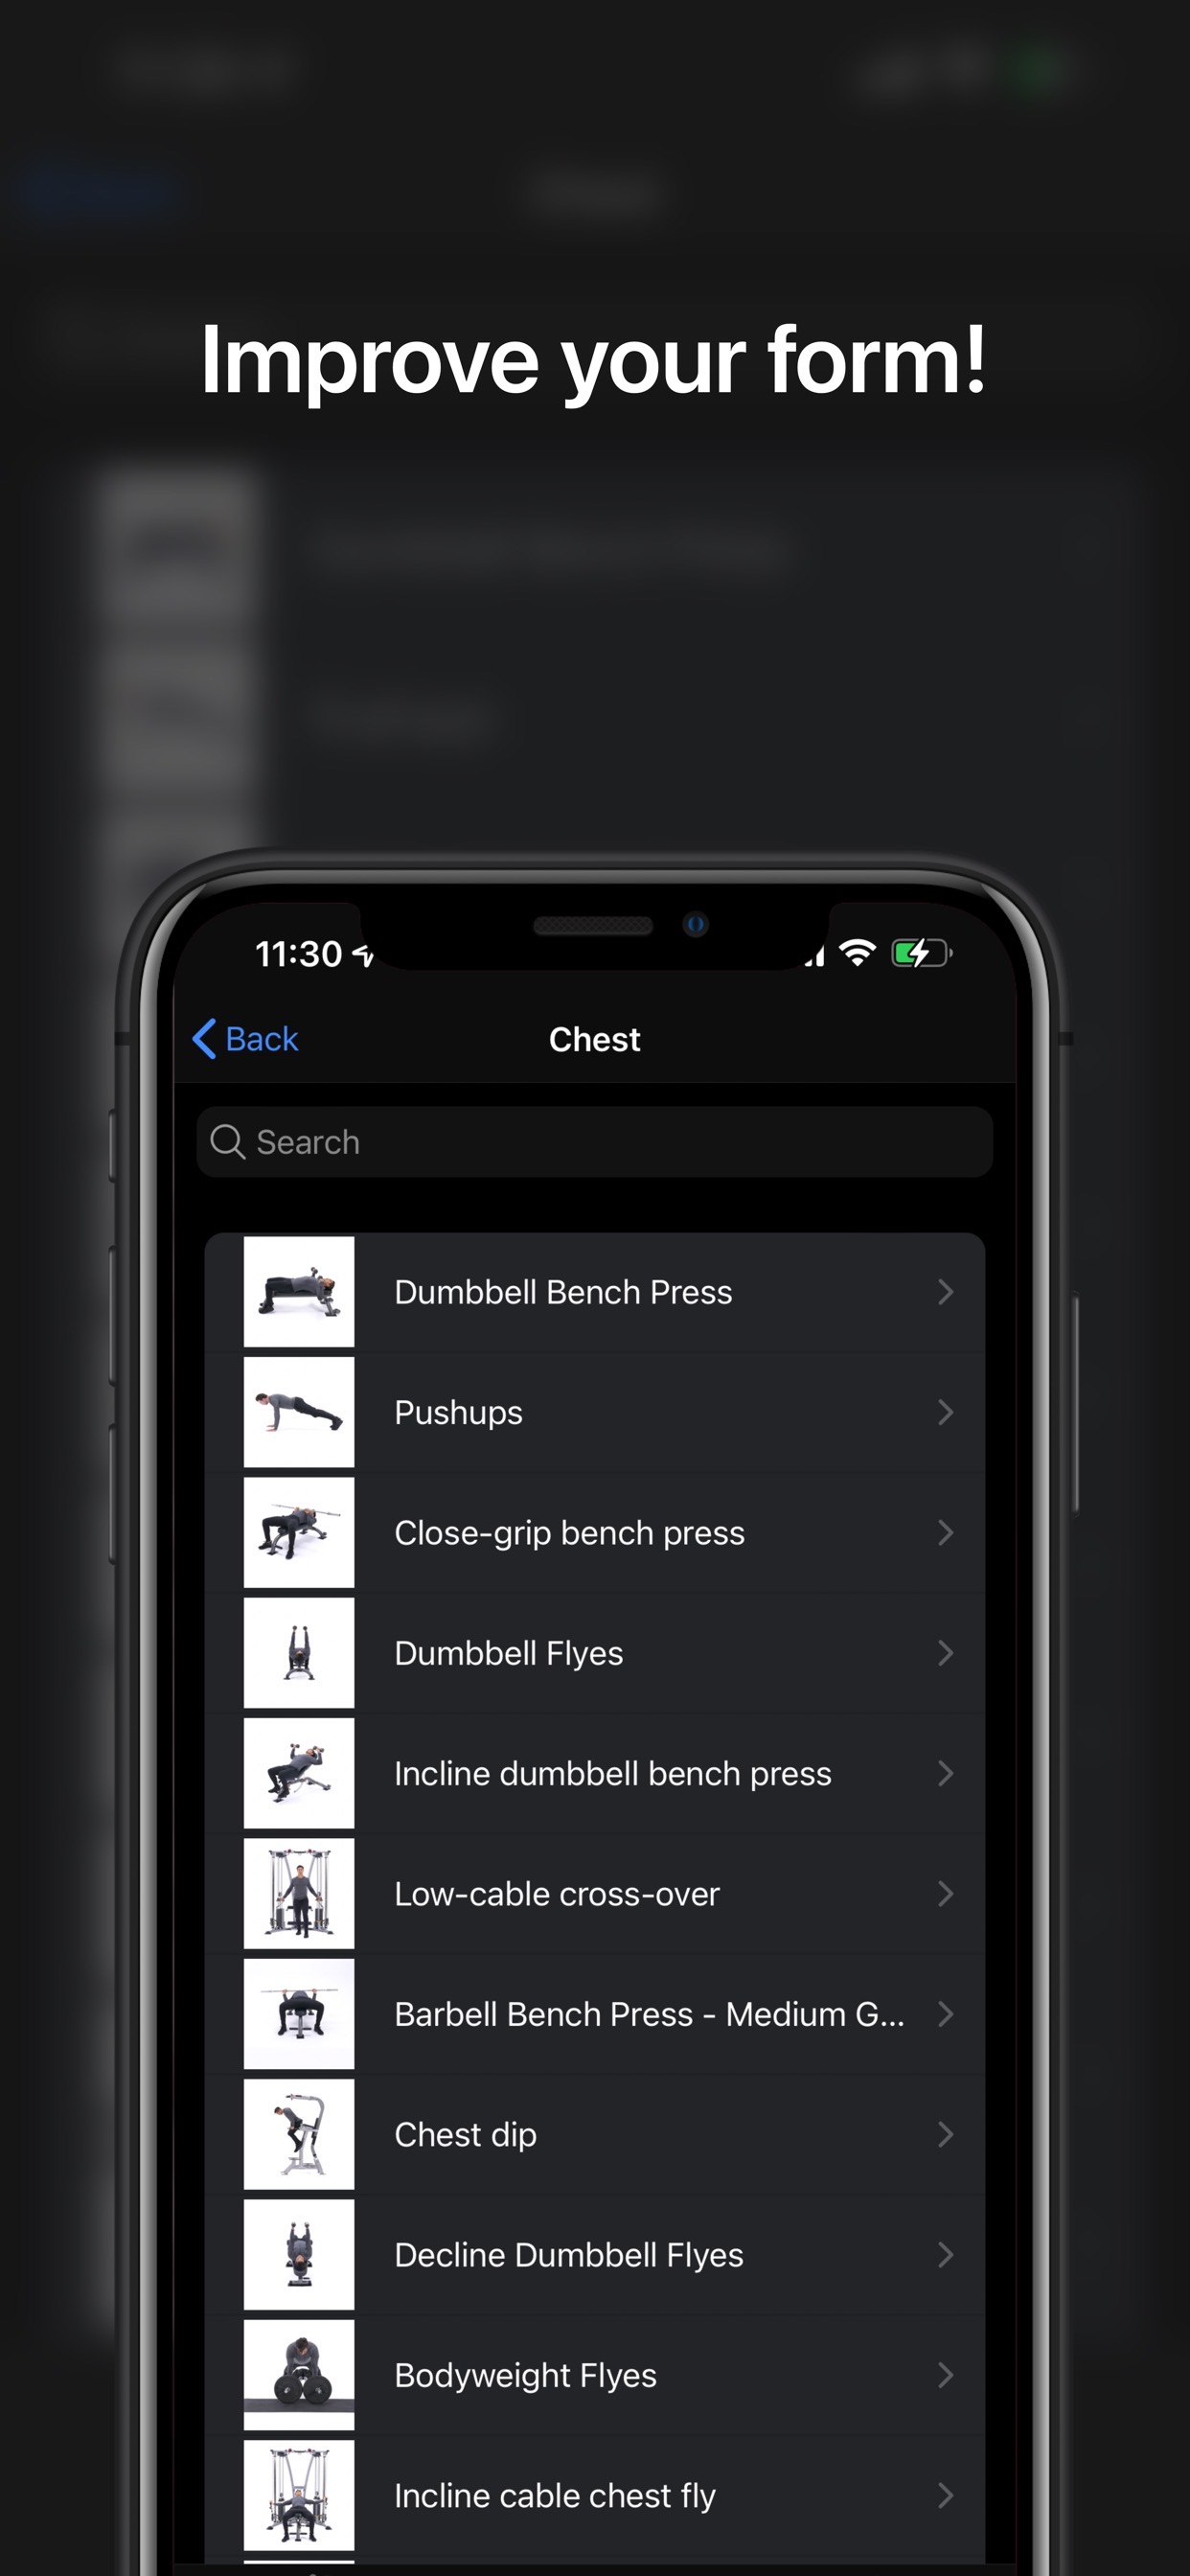 Improve your form!
11:30
Back
Chest
Search
Dumbbell Bench Press
Pushups
Close-grip bench press
Dumbbell Flyes
Incline dumbbell bench press
Low-cable cross-over
Barbell Bench Press - Medium G...
Chest dip
Decline Dumbbell Flyes
Bodyweight Flyes
Incline cable chest fly